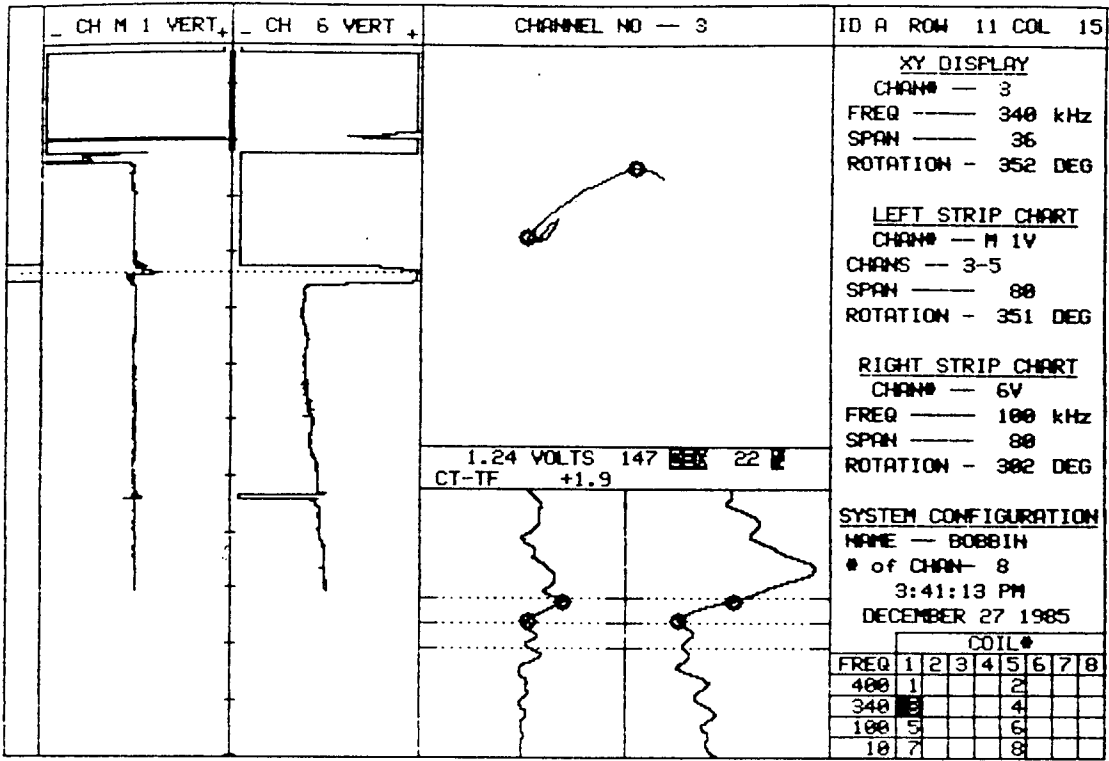 _ CH M 1 VERT + _ CH 6 VERT +
CHANNEL NO — 3
ID A ROW 11 COL 15
XY DISPLAY
CHAN# — 3
FREQ ——— 340 kHz
SPAN ——— 36
ROTATION - 352 DEG
LEFT STRIP CHART
CHAN# — M 1V
CHANS — 3-5
SPAN ——— 80
ROTATION - 351 DEG
RIGHT STRIP CHART
CHAN# — 6V
FREQ ——— 100 kHz
SPAN ——— 80
ROTATION - 302 DEG
1.24 VOLTS 147 22
CT-TF +1.9
SYSTEM CONFIGURATION
NAME — BOBBIN
# of CHAN— 8
3:41:13 PM
DECEMBER 27 1985
COIL#
FREQ 1 2 3 4 5 6 7 8
400 1 2
340 3 4
100 5 6
10 7 8